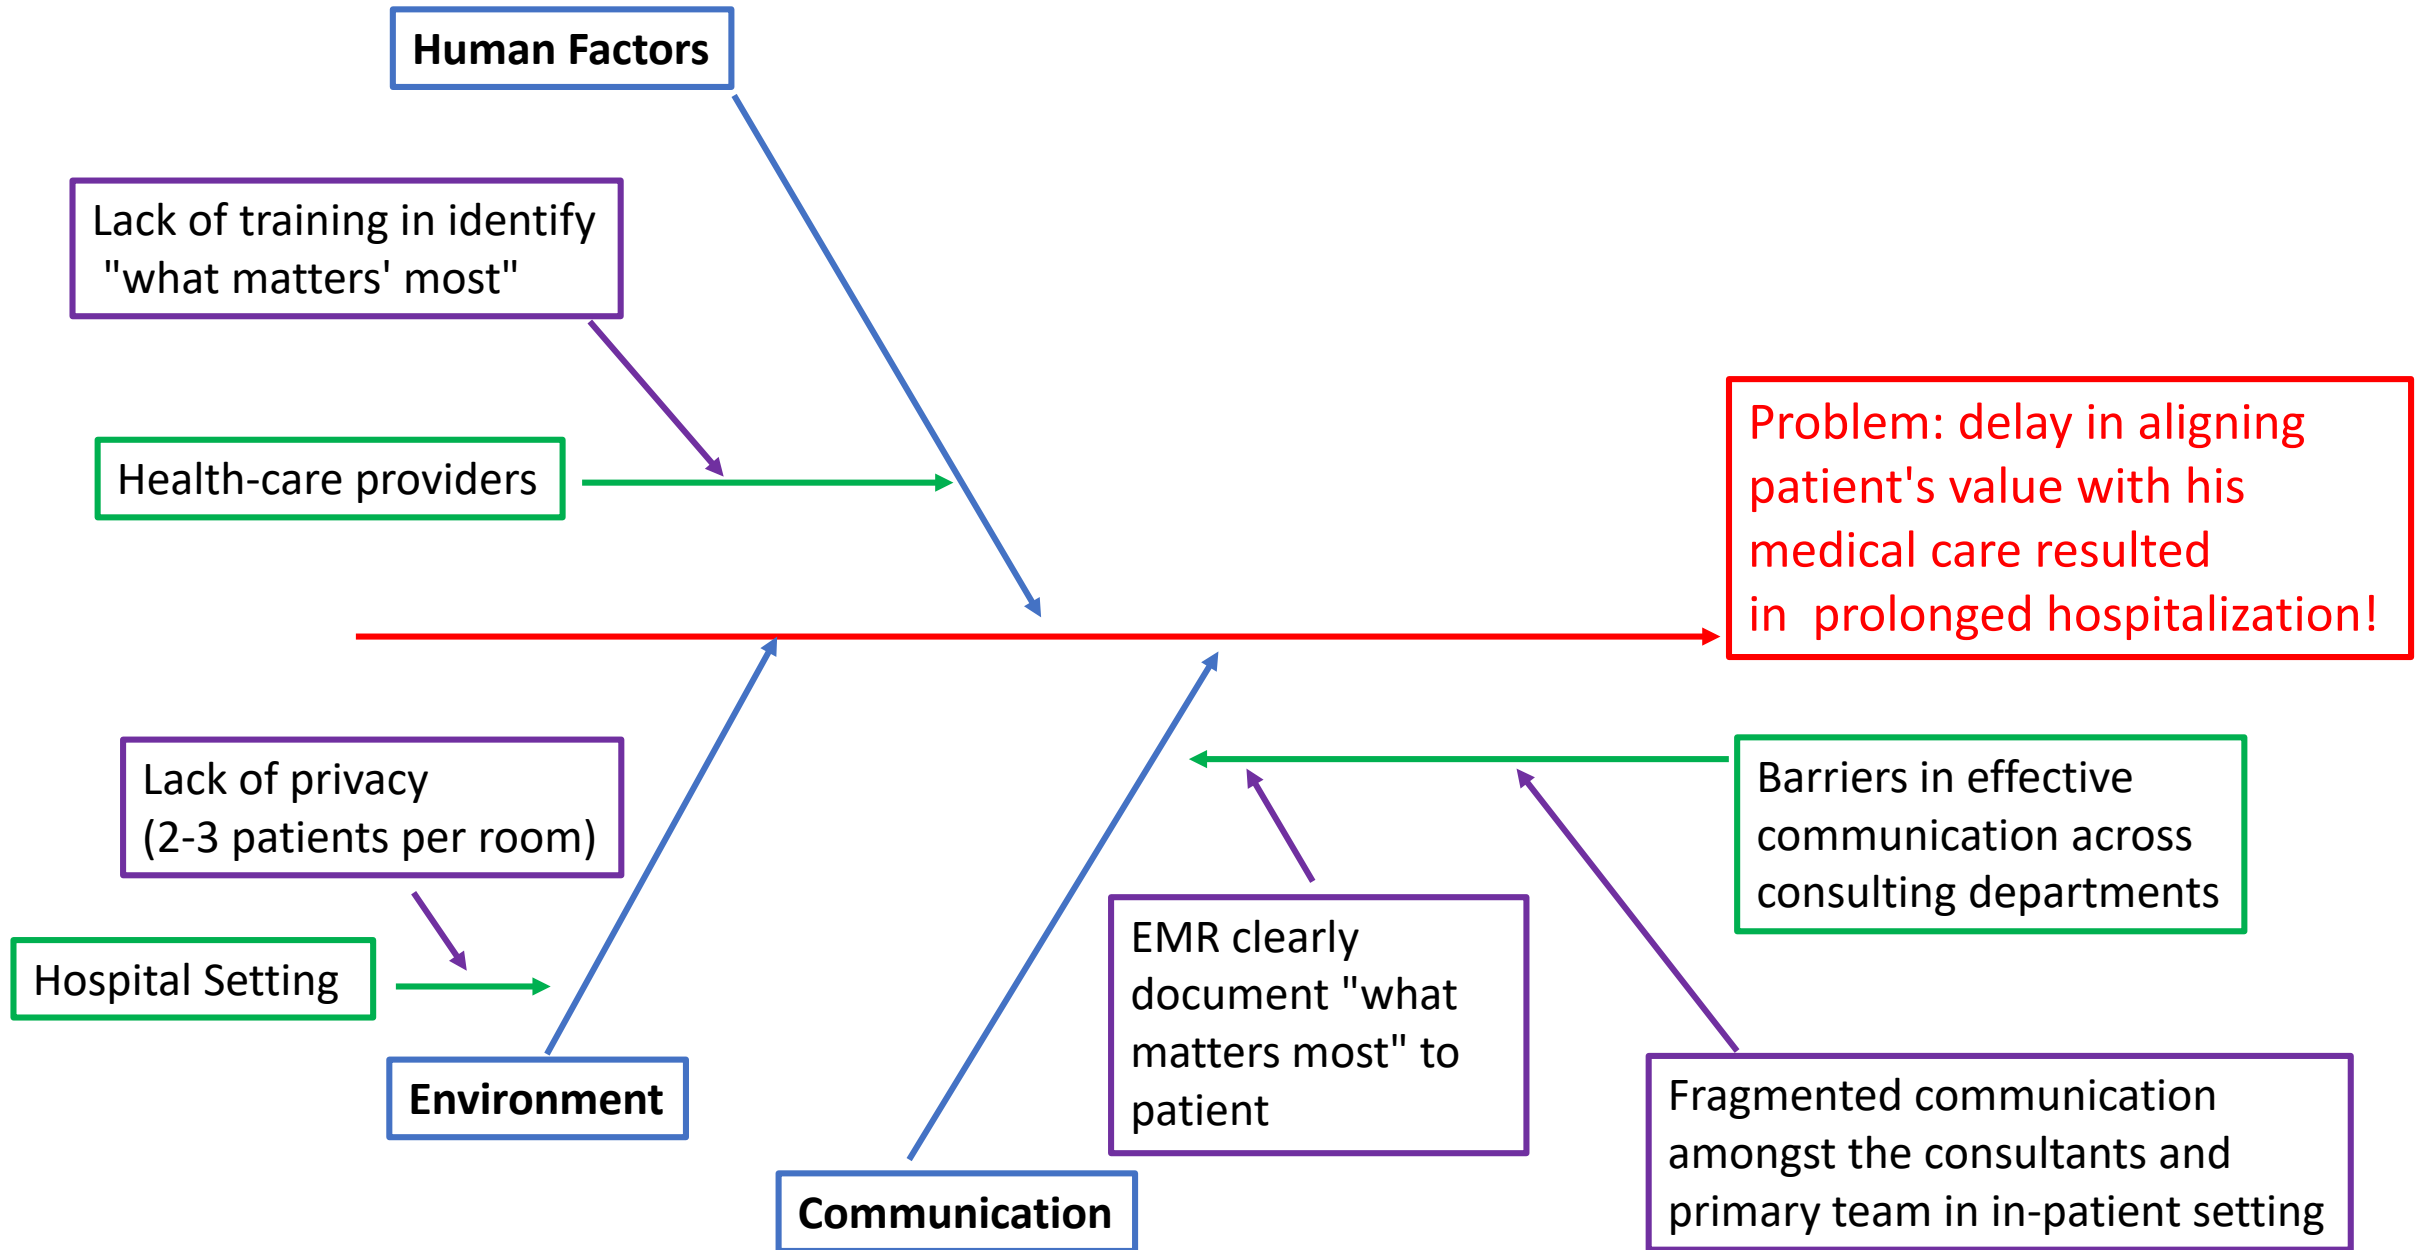 Human Factors
Lack of training in identify
"what matters' most"
Health-care providers
Problem: delay in aligning
patient's value with his
medical care resulted
in  prolonged hospitalization!
Lack of privacy
(2-3 patients per room)
Hospital Setting
Environment
Communication
EMR clearly
document "what
matters most" to
patient
Barriers in effective
communication across
consulting departments
Fragmented communication
amongst the consultants and
primary team in in-patient setting